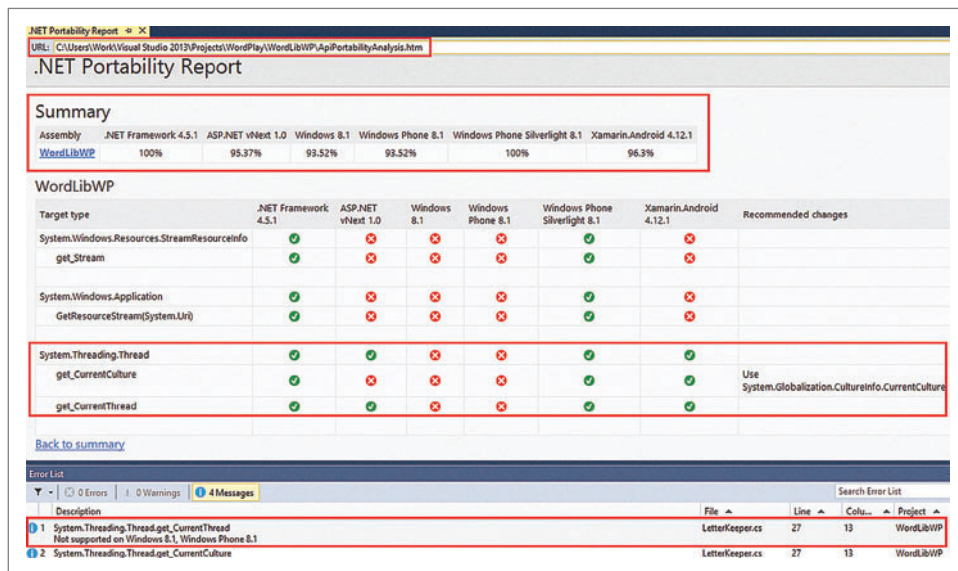 .NET Portability Report
URL: C:\Users\Work\Visual Studio 2013\Projects\WordPlay\WordLibWP\ApiPortabilityAnalysis.htm
.NET Portability Report
Summary
Assembly .NET Framework 4.5.1 ASP.NET vNext 1.0 Windows 8.1 Windows Phone 8.1 Windows Phone Silverlight 8.1 Xamarin.Android 4.12.1
WordLibWP 100% 95.37% 93.52% 93.52% 100% 96.3%
WordLibWP
Target type .NET Framework 4.5.1 ASP.NET vNext 1.0 Windows 8.1 Windows Phone 8.1 Windows Phone Silverlight 8.1 Xamarin.Android 4.12.1 Recommended changes
System.Windows.Resources.StreamResourceInfo
get_Stream
System.Windows.Application
GetResourceStream(System.Uri)
System.Threading.Thread
get_CurrentCulture Use System.Globalization.CultureInfo.CurrentCulture
get_CurrentThread
Back to summary
Error List
0 Errors 0 Warnings 4 Messages Search Error List
Description File Line Colu... Project
1 System.Threading.Thread.get_CurrentThread LetterKeeper.cs 27 13 WordLibWP
Not supported on Windows 8.1, Windows Phone 8.1
2 System.Threading.Thread.get_CurrentCulture LetterKeeper.cs 27 13 WordLibWP